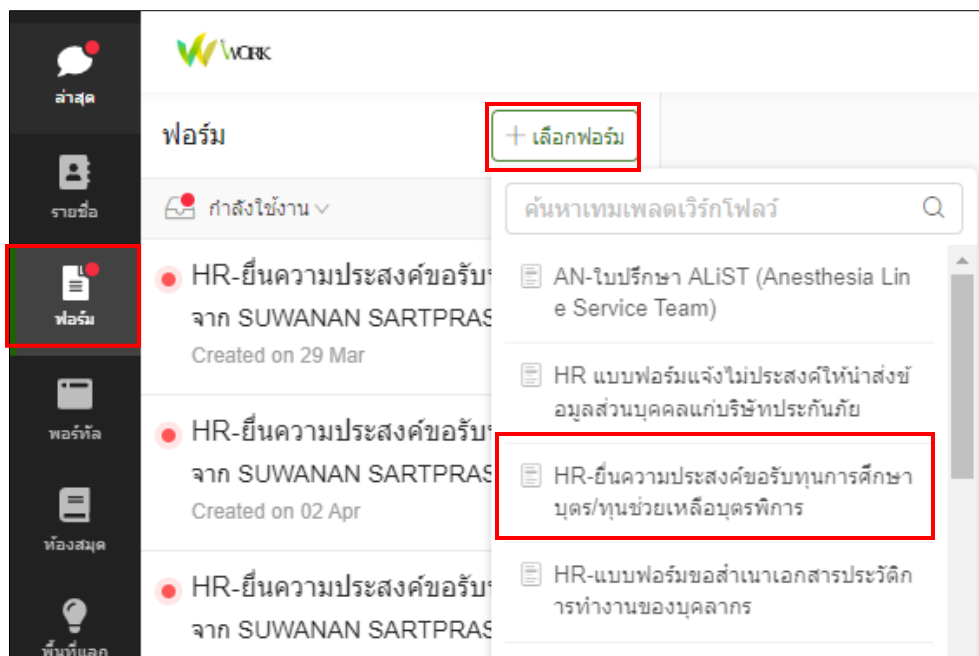 ล่าสุด
รายชื่อ
ฟอร์ม
พอร์ทัล
ห้องสมุด
พื้นที่แลก
iWORK
ฟอร์ม
+ เลือกฟอร์ม
กำลังใช้งาน
HR-ยื่นความประสงค์ขอรับ
จาก SUWANAN SARTPRAS
Created on 29 Mar
HR-ยื่นความประสงค์ขอรับ
จาก SUWANAN SARTPRAS
Created on 02 Apr
HR-ยื่นความประสงค์ขอรับ
จาก SUWANAN SARTPRAS
ค้นหาเทมเพลตเวิร์กโฟลว์
AN-ใบปรึกษา ALiST (Anesthesia Lin
e Service Team)
HR แบบฟอร์มแจ้งไม่ประสงค์ให้นำส่งข้
อมูลส่วนบุคคลแก่บริษัทประกันภัย
HR-ยื่นความประสงค์ขอรับทุนการศึกษา
บุตร/ทุนช่วยเหลือบุตรพิการ
HR-แบบฟอร์มขอสำเนาเอกสารประวัติก
ารทำงานของบุคลากร